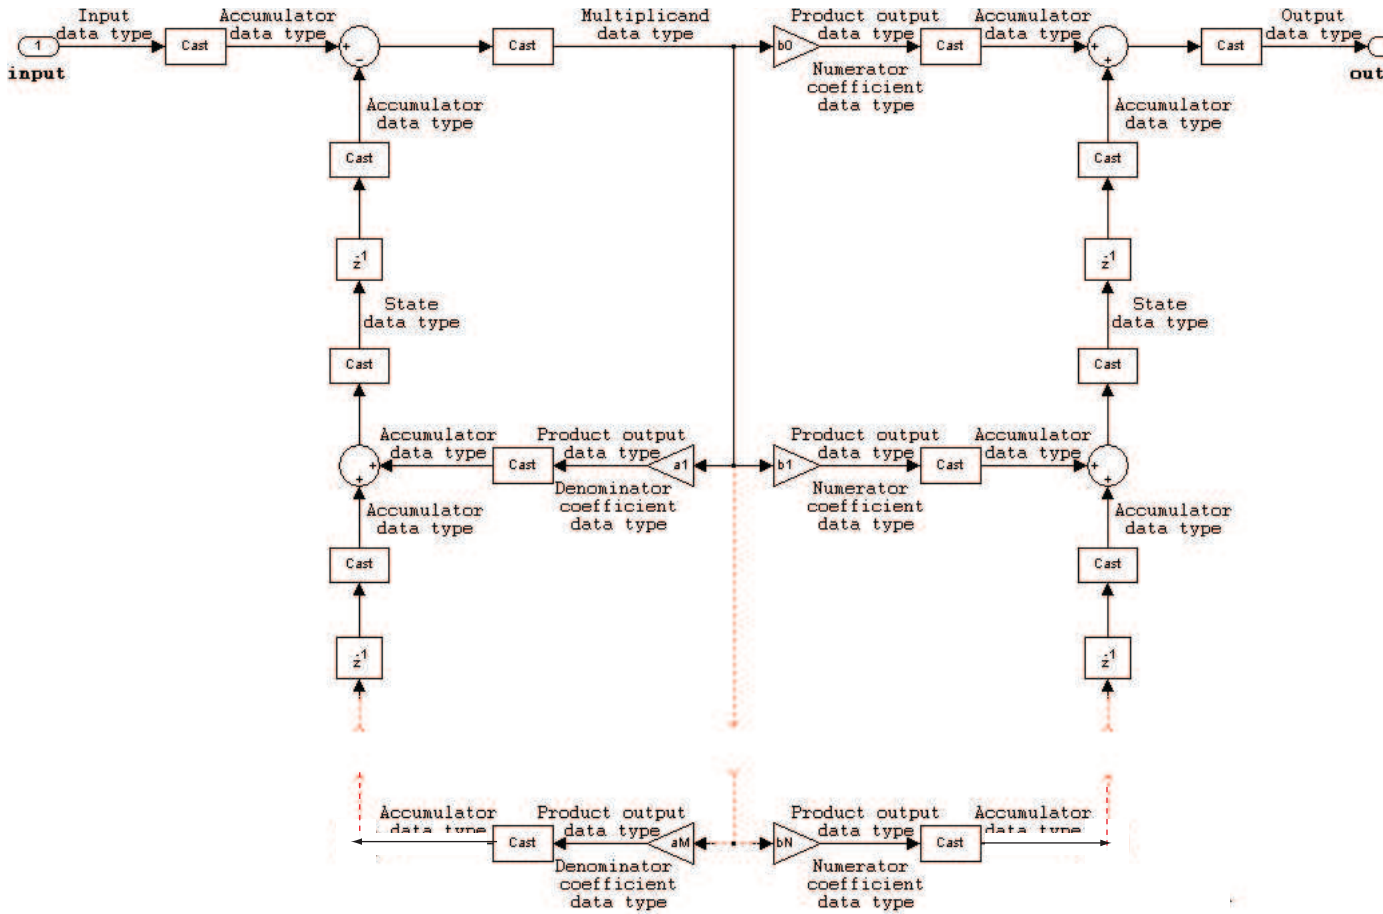 Input
data type
Accumulator
data type
Multiplicand
data type
Product output
data type
Accumulator
data type
Output
data type
1
Cast
+
−
Cast
b0
Cast
+
+
Cast
input
out
Numerator
coefficient
data type
Accumulator
data type
Accumulator
data type
Cast
Cast
z-1
z-1
State
data type
State
data type
Cast
Cast
Accumulator
data type
Product output
data type
Product output
data type
Accumulator
data type
+
+
Cast
a1
b1
Cast
+
+
Denominator
coefficient
data type
Numerator
coefficient
data type
Accumulator
data type
Accumulator
data type
Cast
Cast
z-1
z-1
Accumulator
data type
Product output
data type
Product output
data type
Accumulator
data type
Cast
aM
bN
Cast
Denominator
coefficient
data type
Numerator
coefficient
data type